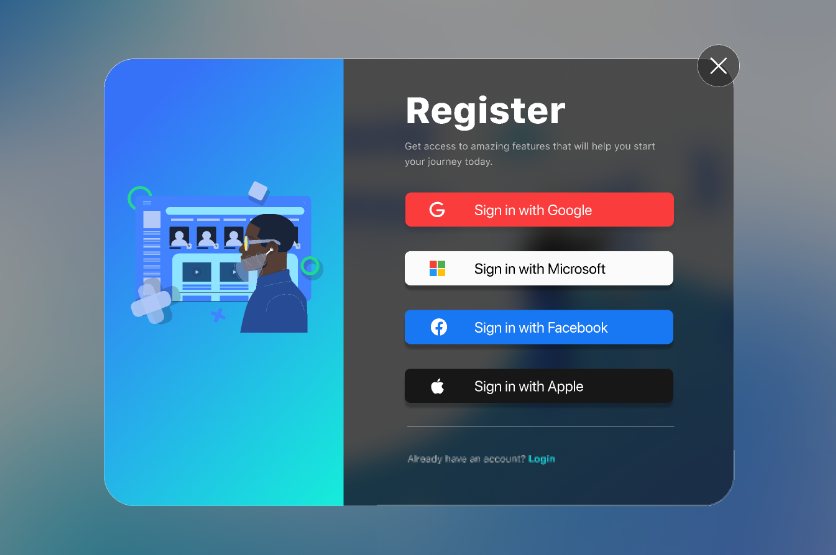 Register
Get access to amazing features that will help you start
your journey today.
Sign in with Google
Sign in with Microsoft
Sign in with Facebook
Sign in with Apple
Already have an account? Login